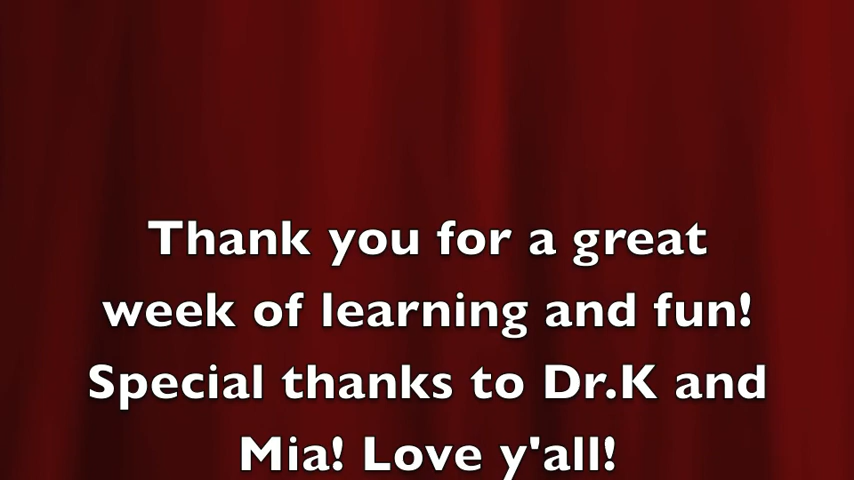 Thank you for a great
week of learning and fun!
Special thanks to Dr.K and
Mia! Love y'all!